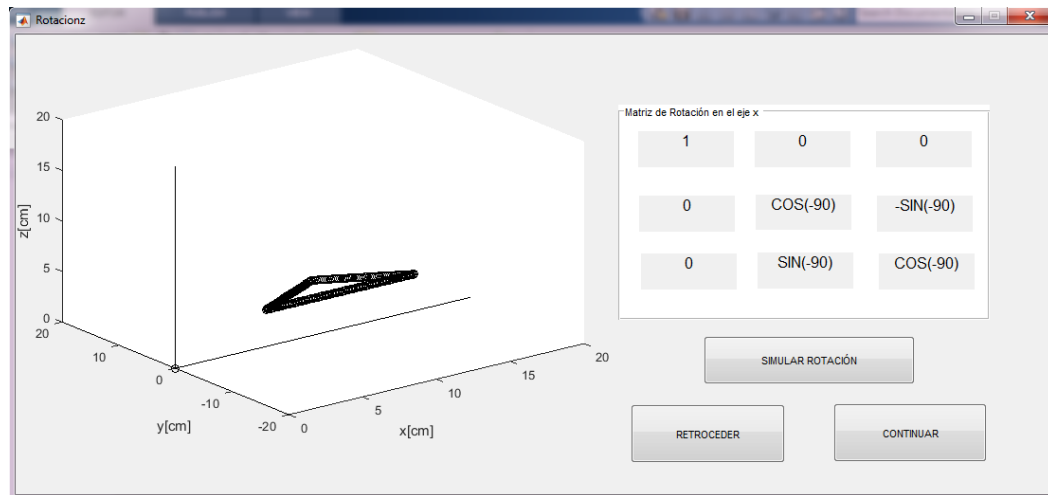 Rotacionz
20
15
10
5
0
z[cm]
20
10
0
-10
-20
y[cm]
0
5
10
15
20
x[cm]
Matriz de Rotación en el eje x
1 0 0
0 COS(-90) -SIN(-90)
0 SIN(-90) COS(-90)
SIMULAR ROTACIÓN
RETROCEDER CONTINUAR